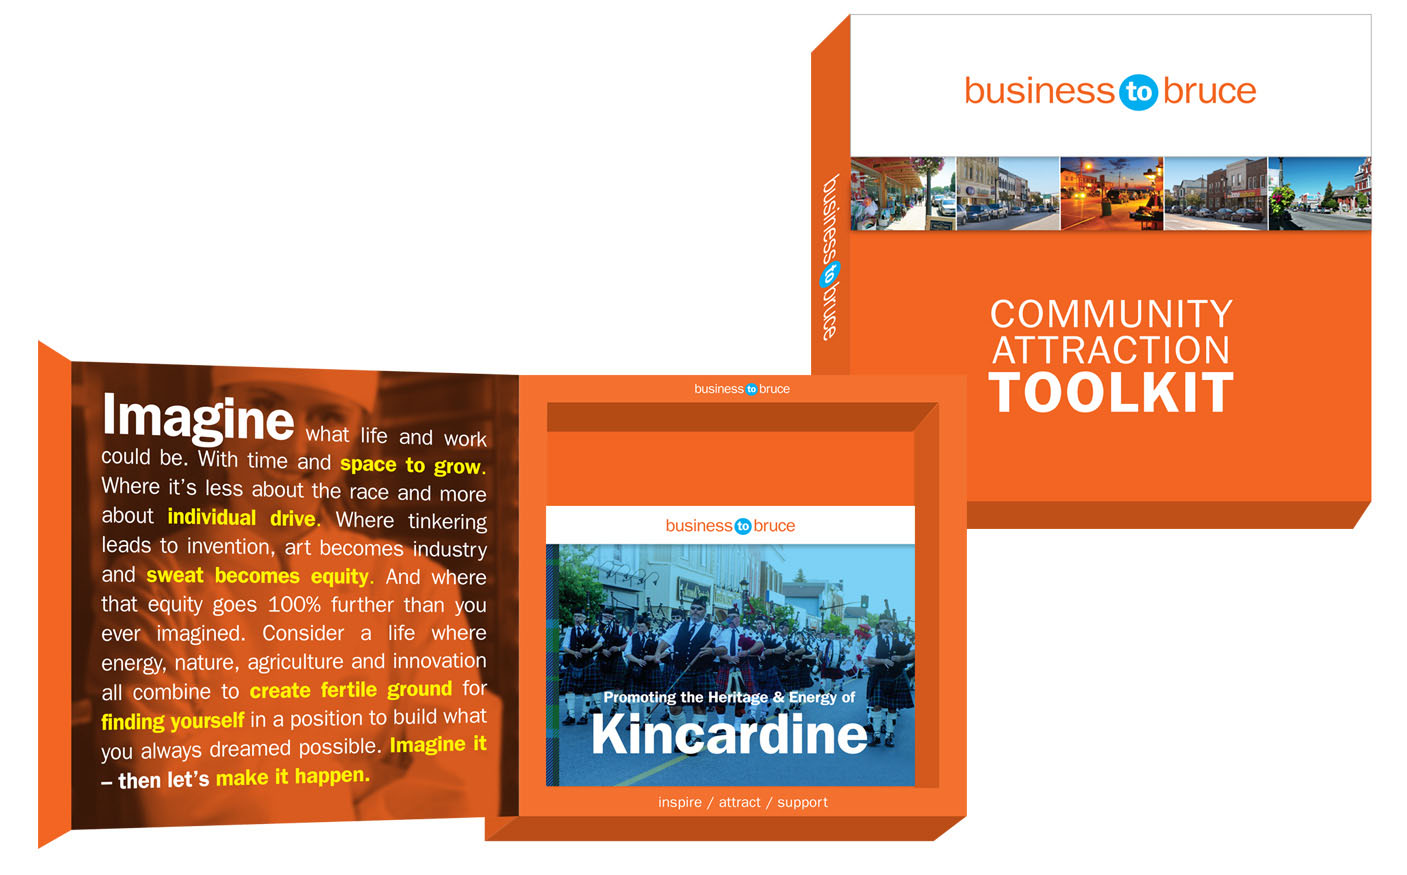 business to bruce
business to bruce
COMMUNITY
ATTRACTION
TOOLKIT
Imagine what life and work
could be. With time and space to grow.
Where it's less about the race and more
about individual drive. Where tinkering
leads to invention, art becomes industry
and sweat becomes equity. And where
that equity goes 100% further than you
ever imagined. Consider a life where
energy, nature, agriculture and innovation
all combine to create fertile ground for
finding yourself in a position to build what
you always dreamed possible. Imagine it
– then let's make it happen.
business to bruce
business to bruce
Promoting the Heritage & Energy of
Kincardine
inspire / attract / support